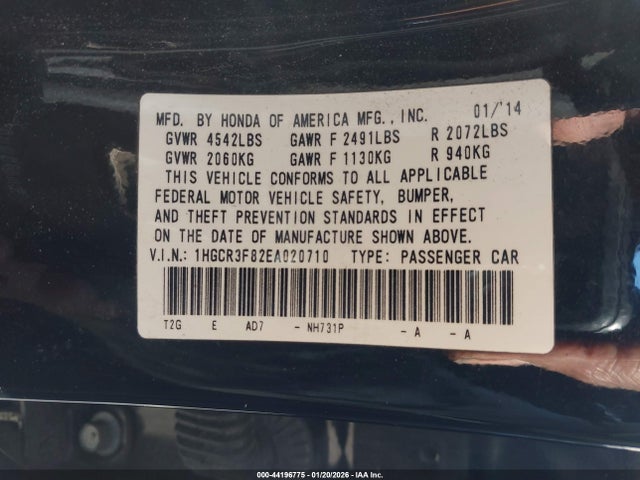 MFD. BY HONDA OF AMERICA MFG., INC. 01/'14
GVWR 4542LBS GAWR F 2491LBS R 2072LBS
GVWR 2060KG GAWR F 1130KG R 940KG
THIS VEHICLE CONFORMS TO ALL APPLICABLE
FEDERAL MOTOR VEHICLE SAFETY, BUMPER,
AND THEFT PREVENTION STANDARDS IN EFFECT
ON THE DATE OF MANUFACTURE SHOWN ABOVE.
V.I.N.: 1HGCR3F82EA020710 TYPE: PASSENGER CAR
T2G E AD7 - NH731P - A - A
000-44196775 - 01/20/2026 - IAA Inc.